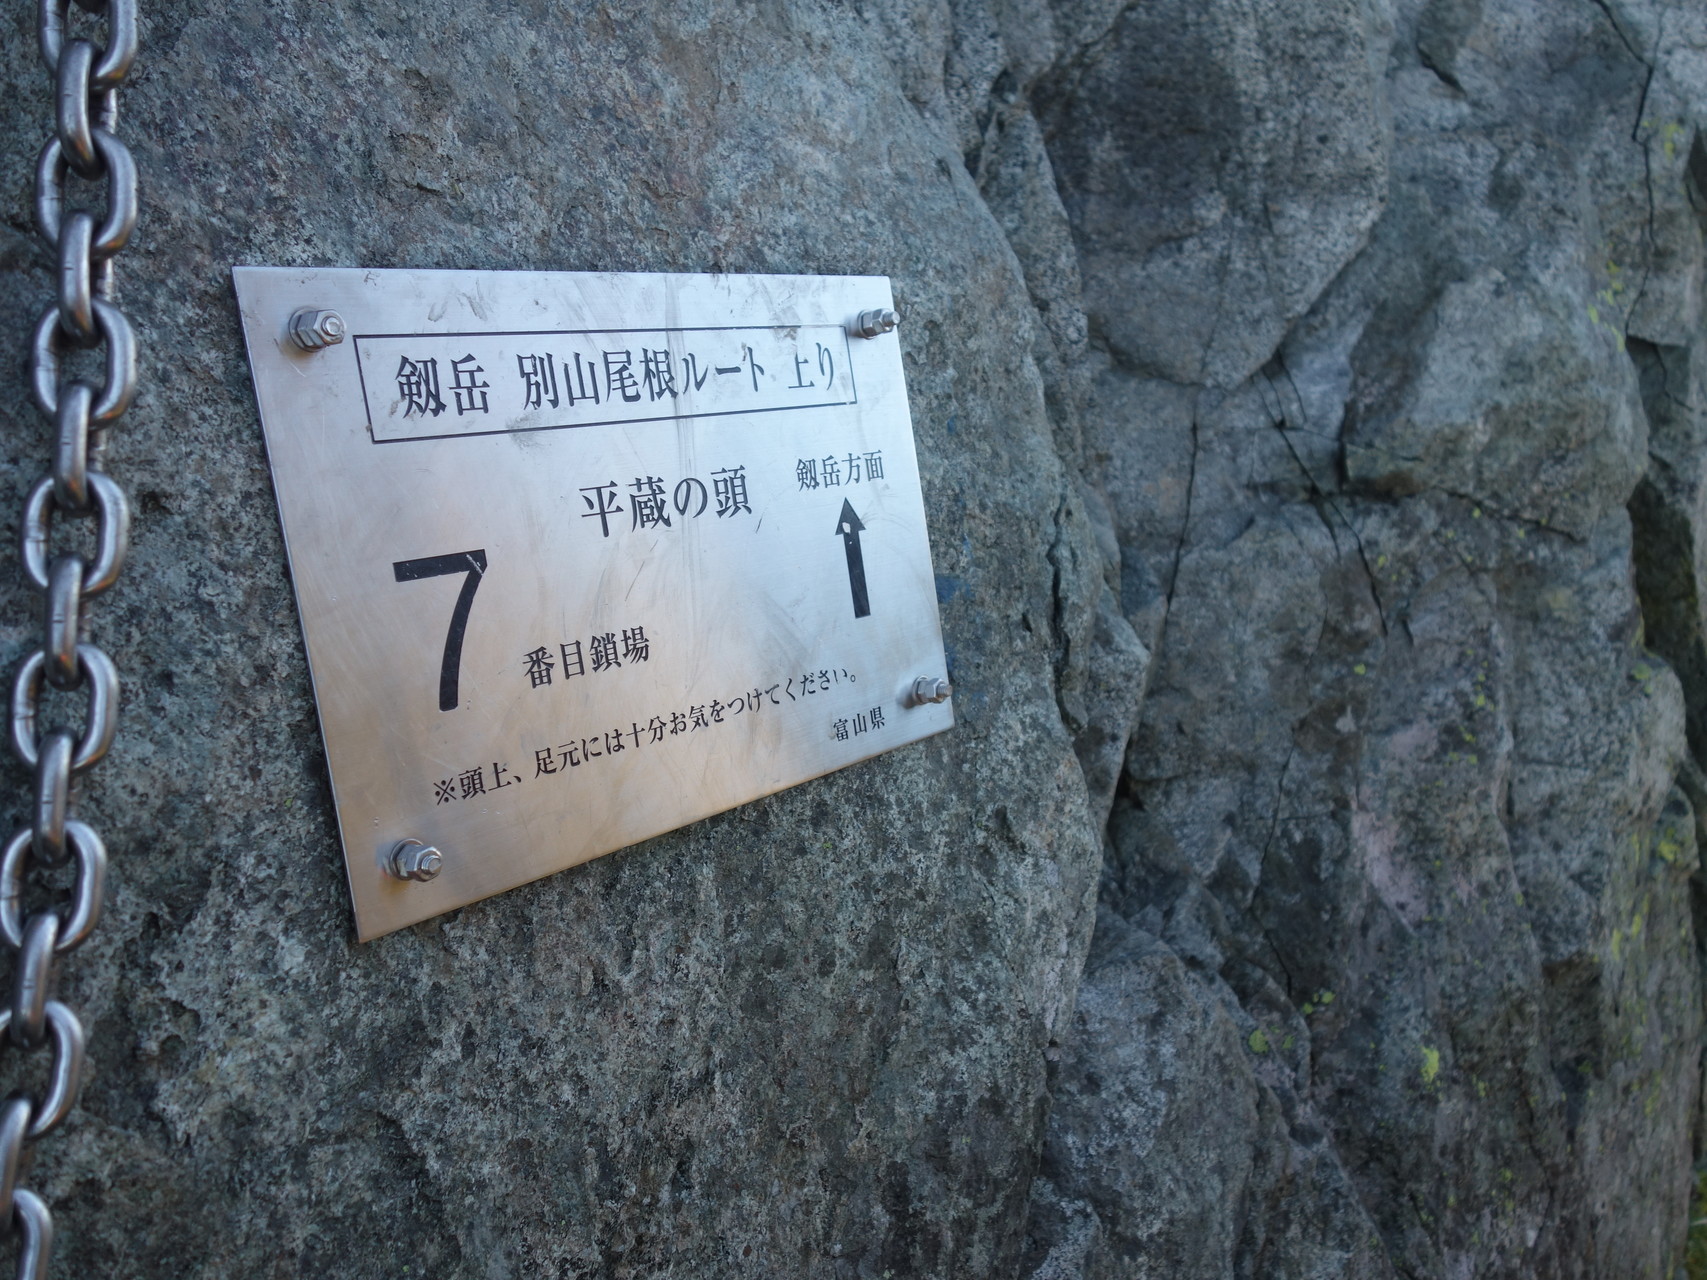 剱岳 別山尾根ルート 上り
平蔵の頭
剱岳方面
7番目鎖場
※頭上、足元には十分お気をつけてください。
富山県